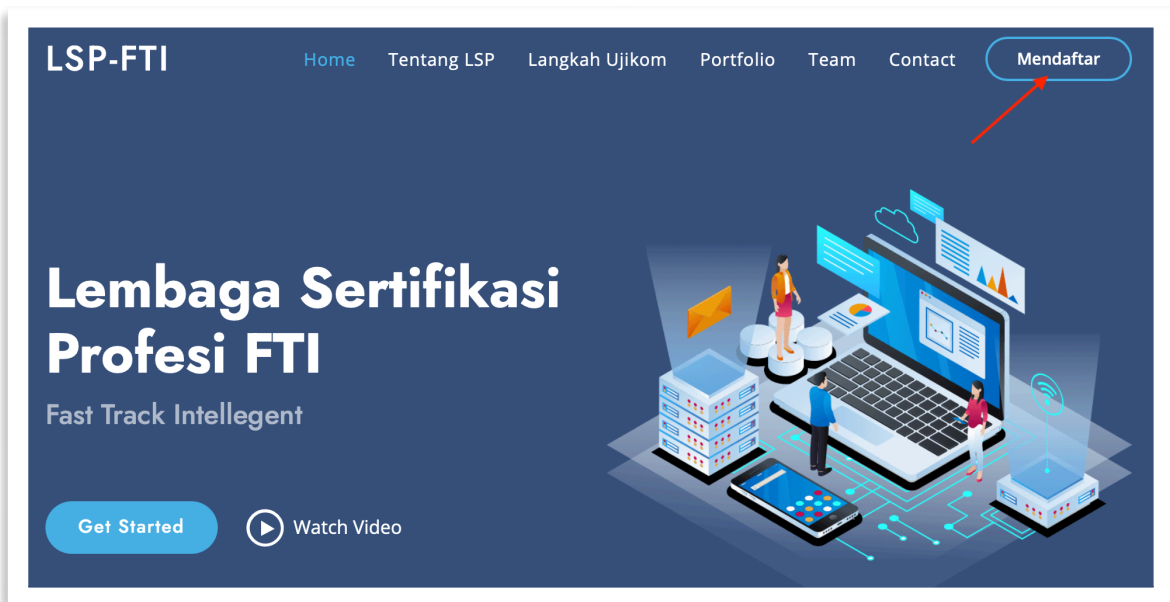 LSP-FTI
Home Tentang LSP Langkah Ujikom Portfolio Team Contact Mendaftar
Lembaga Sertifikasi
Profesi FTI
Fast Track Intellegent
Get Started Watch Video